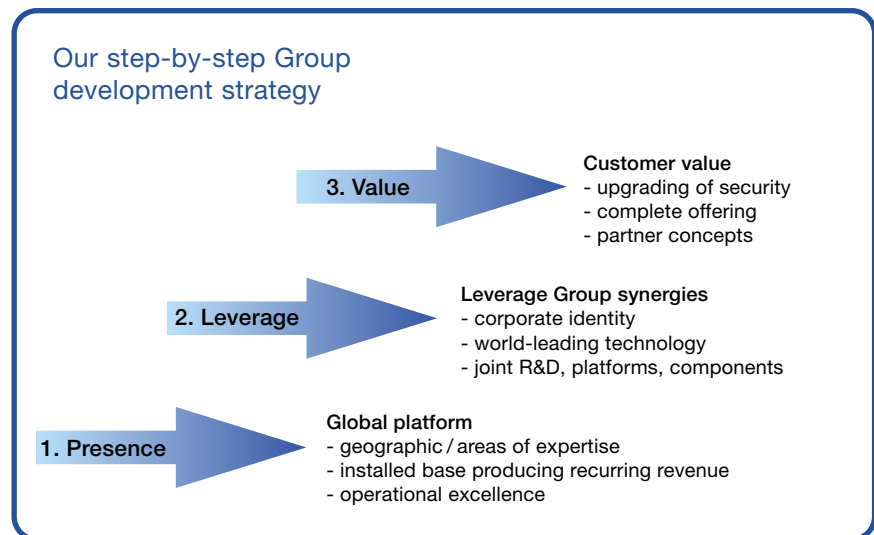 Our step-by-step Group
development strategy
3. Value
Customer value
- upgrading of security
- complete offering
- partner concepts
2. Leverage
Leverage Group synergies
- corporate identity
- world-leading technology
- joint R&D, platforms, components
1. Presence
Global platform
- geographic / areas of expertise
- installed base producing recurring revenue
- operational excellence